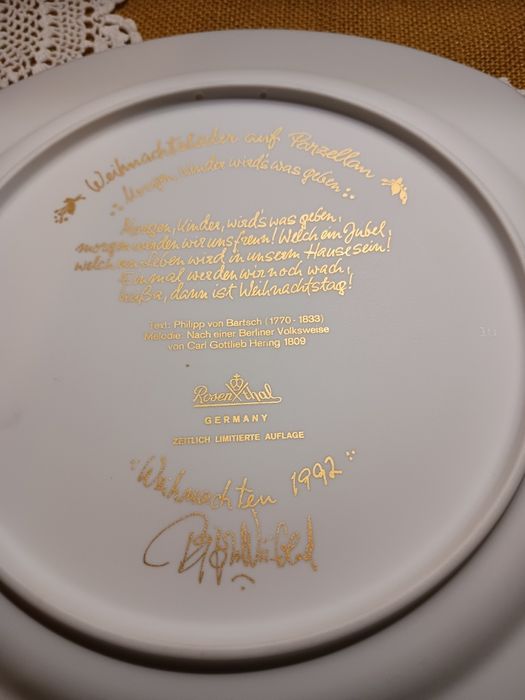 Weihnachtslieder auf Porzellan
Morgen, Kinder wird's was geben
Morgen, Kinder, wird's was geben,
morgen werden wir uns freun! Welch ein Jubel,
welch ein Leben wird in unserm Hause sein!
Einmal werden wir noch wach,
heißa, dann ist Weihnachtstag!
Text: Philipp von Bartsch (1770-1833)
Melodie: Nach einer Berliner Volksweise
von Carl Gottlieb Hering 1809
Rosenthal
GERMANY
ZEITLICH LIMITIERTE AUFLAGE
Weihnachten 1992
Björn Wiinblad